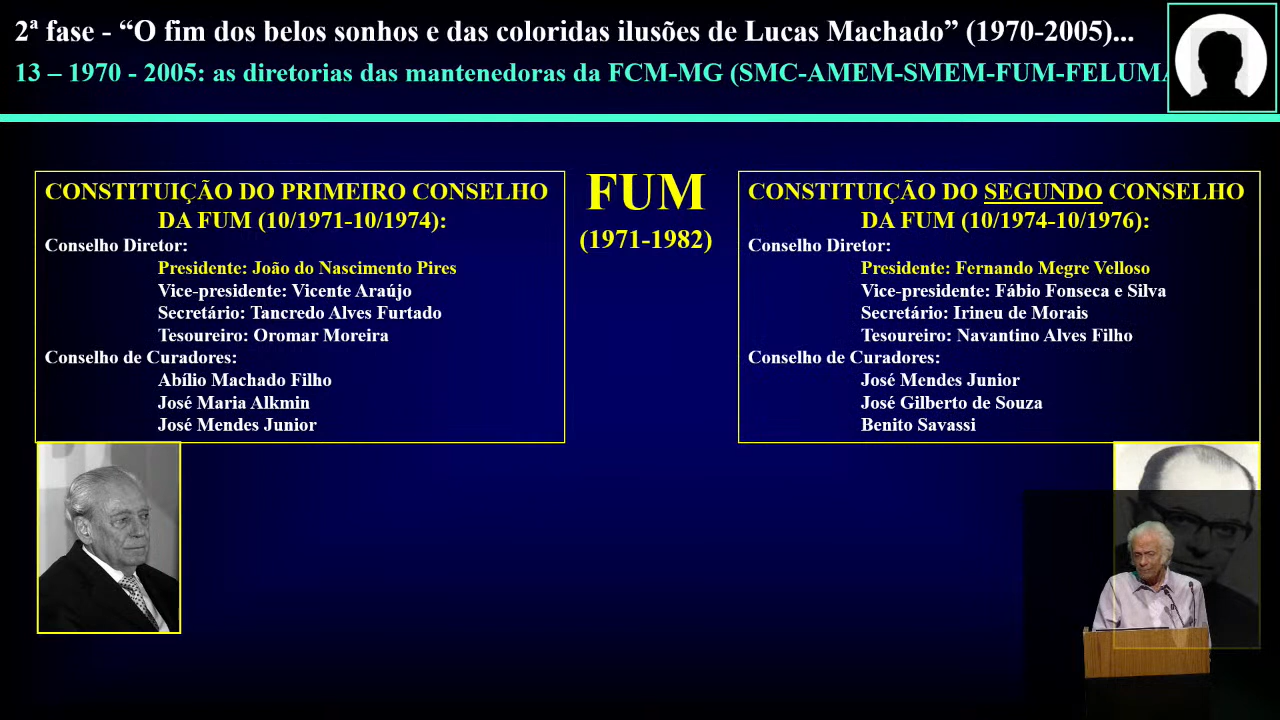 2ª fase - “O fim dos belos sonhos e das coloridas ilusões de Lucas Machado” (1970-2005)...
13 – 1970 - 2005: as diretorias das mantenedoras da FCM-MG (SMC-AMEM-SMEM-FUM-FELUMA
CONSTITUIÇÃO DO PRIMEIRO CONSELHO
DA FUM (10/1971-10/1974):
Conselho Diretor:
Presidente: João do Nascimento Pires
Vice-presidente: Vicente Araújo
Secretário: Tancredo Alves Furtado
Tesoureiro: Oromar Moreira
Conselho de Curadores:
Abílio Machado Filho
José Maria Alkmin
José Mendes Junior
FUM
(1971-1982)
CONSTITUIÇÃO DO SEGUNDO CONSELHO
DA FUM (10/1974-10/1976):
Conselho Diretor:
Presidente: Fernando Megre Velloso
Vice-presidente: Fábio Fonseca e Silva
Secretário: Irineu de Morais
Tesoureiro: Navantino Alves Filho
Conselho de Curadores:
José Mendes Junior
José Gilberto de Souza
Benito Savassi